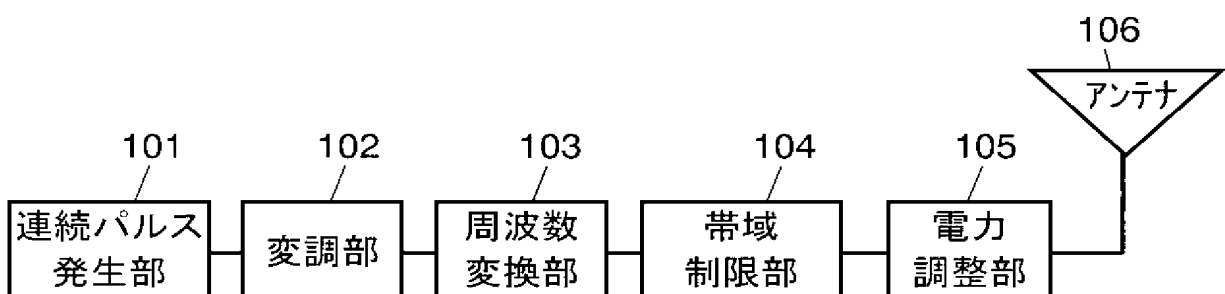 106
アンテナ
101
102
103
104
105
連続パルス
発生部
変調部
周波数
変換部
帯域
制限部
電力
調整部